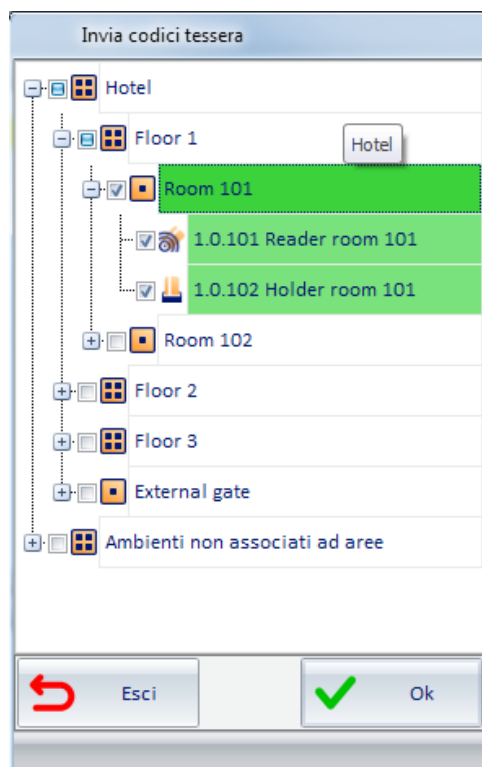 Invia codici tessera
Hotel
Floor 1
Hotel
Room 101
1.0.101 Reader room 101
1.0.102 Holder room 101
Room 102
Floor 2
Floor 3
External gate
Ambienti non associati ad aree
Esci
Ok